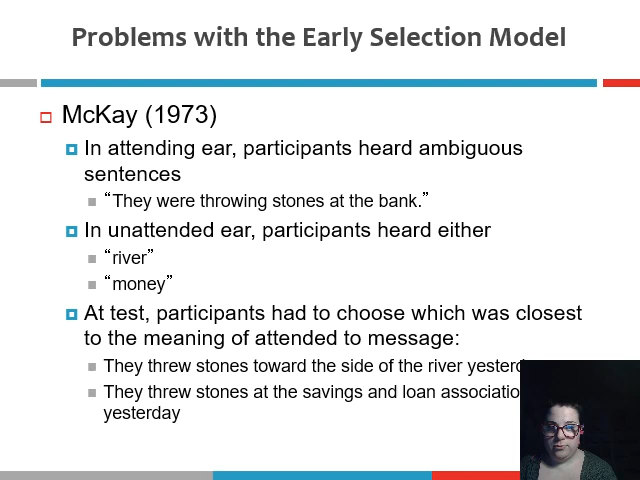 Problems with the Early Selection Model
McKay (1973)
In attending ear, participants heard ambiguous
sentences
“They were throwing stones at the bank.”
In unattended ear, participants heard either
“river”
“money”
At test, participants had to choose which was closest
to the meaning of attended to message:
They threw stones toward the side of the river
They threw stones at the savings and loan
yesterday